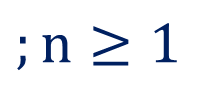 ; n ≥ 1